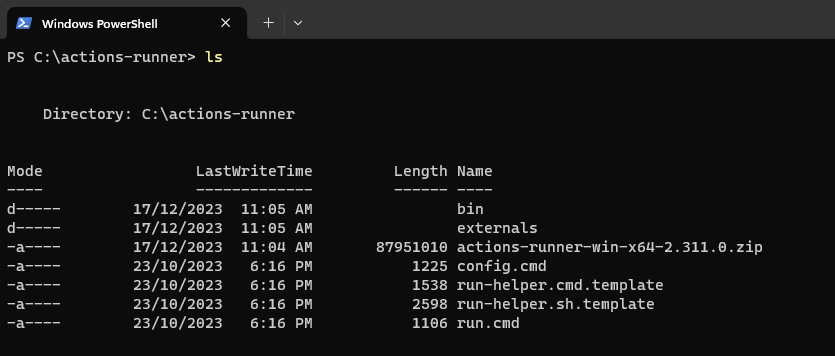 Windows PowerShell
PS C:\actions-runner> ls
Directory: C:\actions-runner
Mode                 LastWriteTime         Length Name
----                 -------------         ------ ----
d-----        17/12/2023  11:05 AM                bin
d-----        17/12/2023  11:05 AM                externals
-a----        17/12/2023  11:04 AM       87951010 actions-runner-win-x64-2.311.0.zip
-a----        23/10/2023   6:16 PM           1225 config.cmd
-a----        23/10/2023   6:16 PM           1538 run-helper.cmd.template
-a----        23/10/2023   6:16 PM           2598 run-helper.sh.template
-a----        23/10/2023   6:16 PM           1106 run.cmd